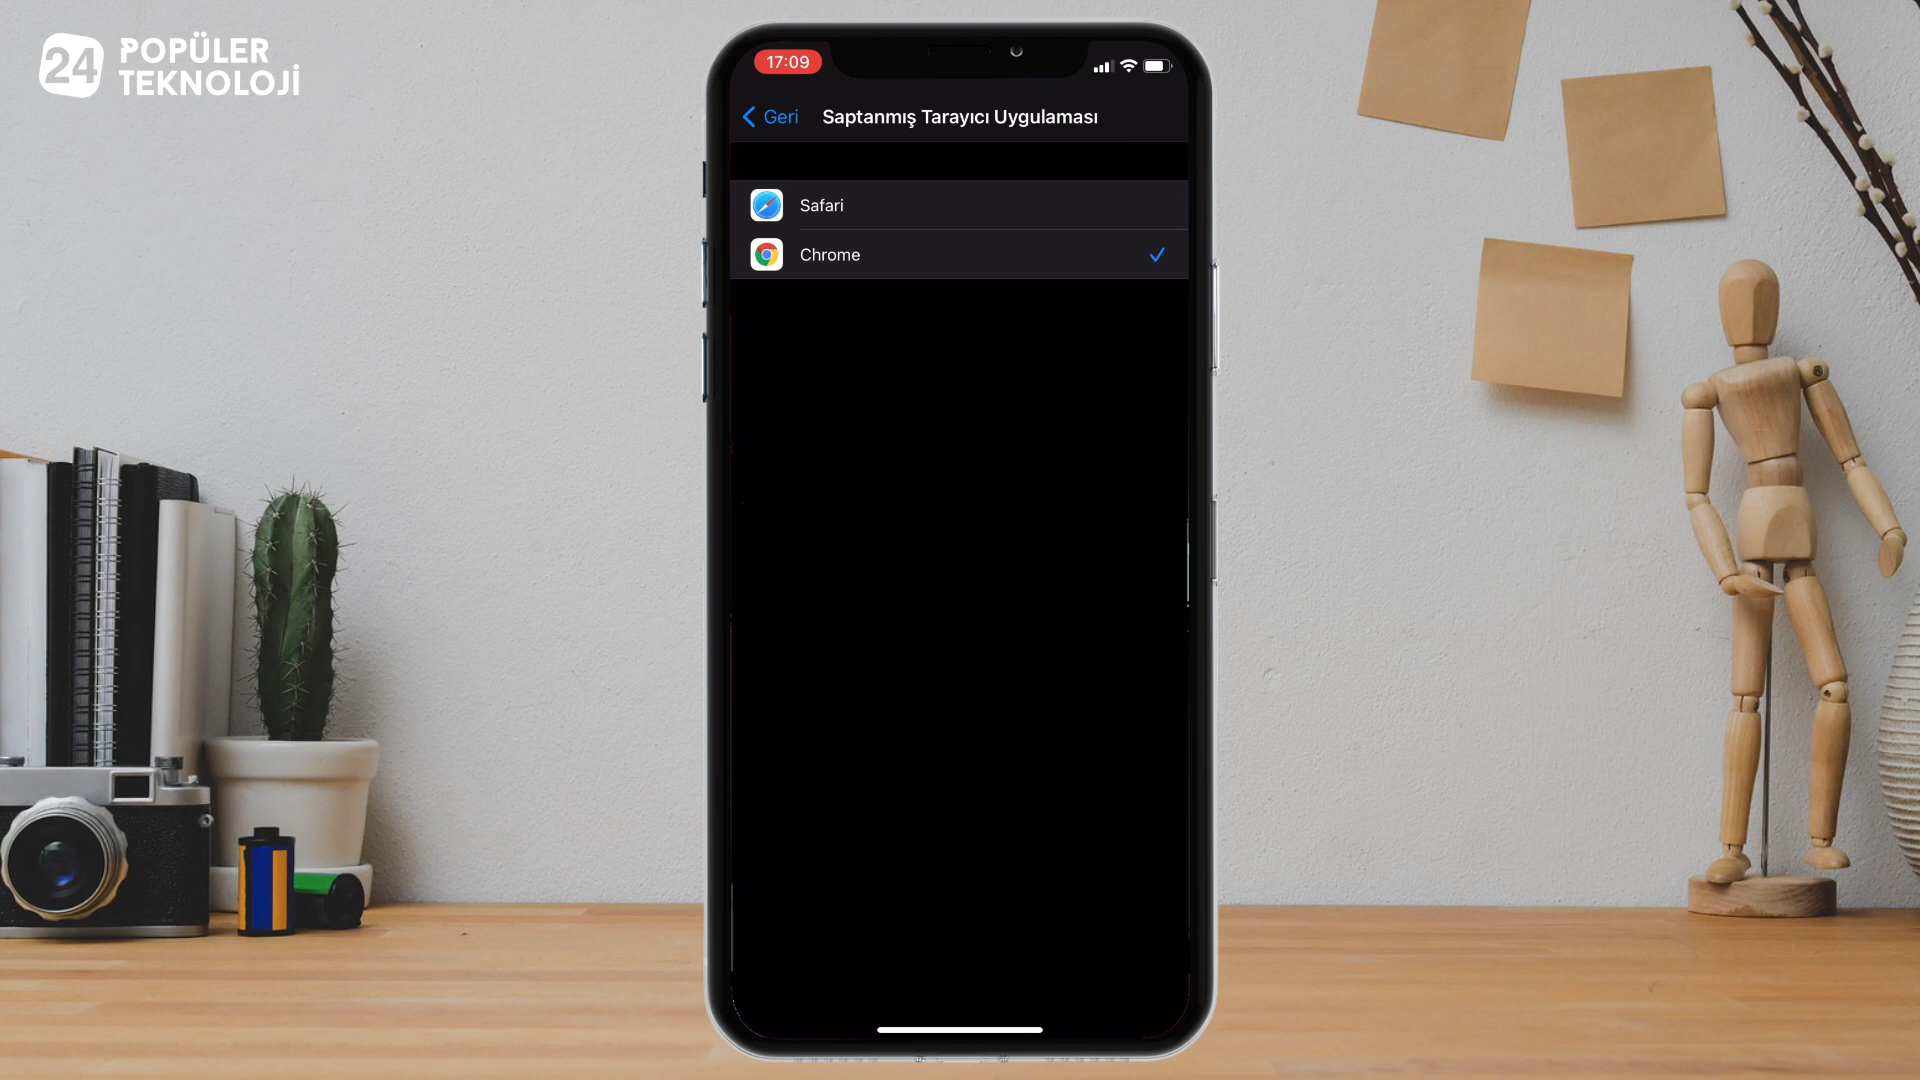 24 POPÜLER
TEKNOLOJİ
17:09
Geri Saptanmış Tarayıcı Uygulaması
Safari
Chrome